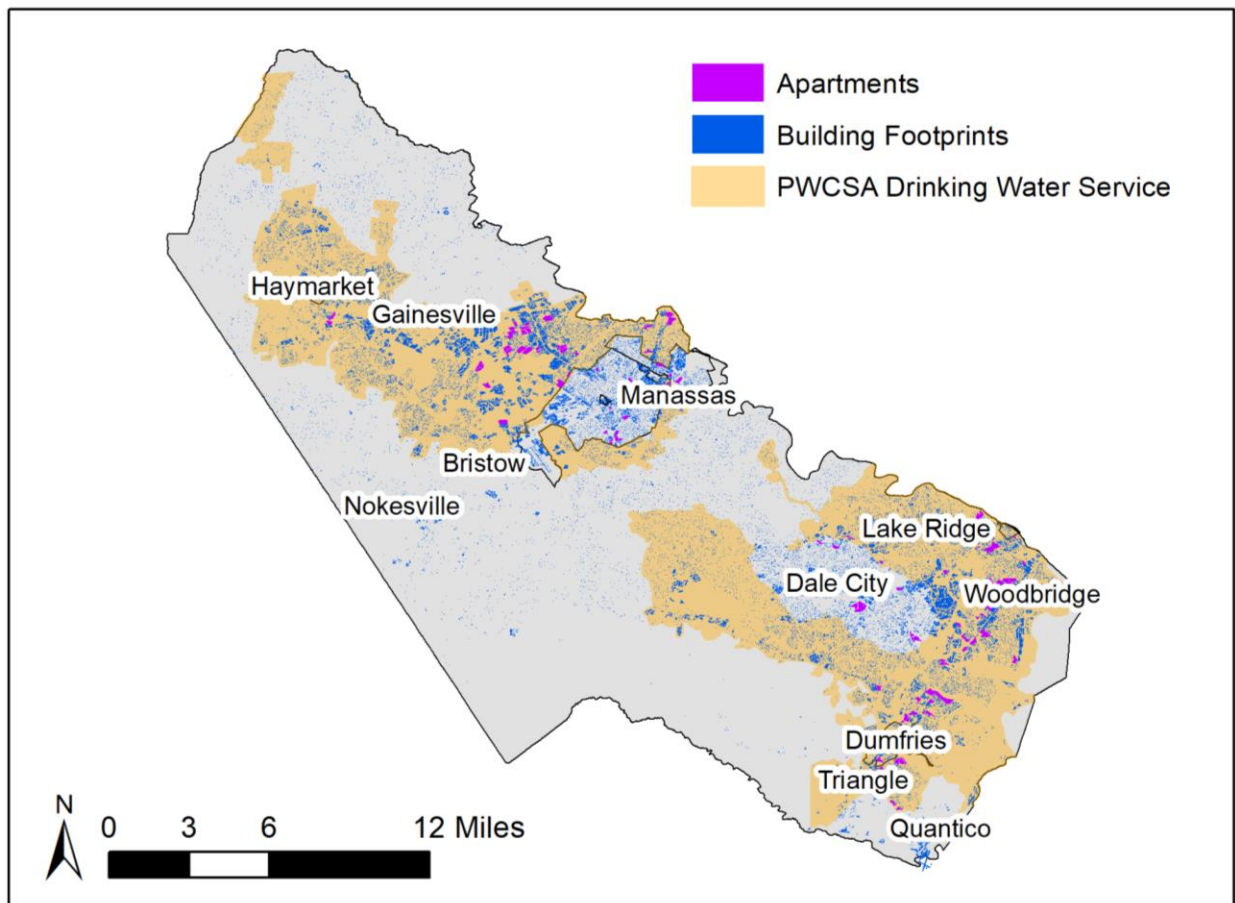 Apartments
Building Footprints
PWCSA Drinking Water Service
Haymarket
Gainesville
Manassas
Bristow
Nokesville
Lake Ridge
Dale City
Woodbridge
Dumfries
Triangle
Quantico
N
0 3 6 12 Miles